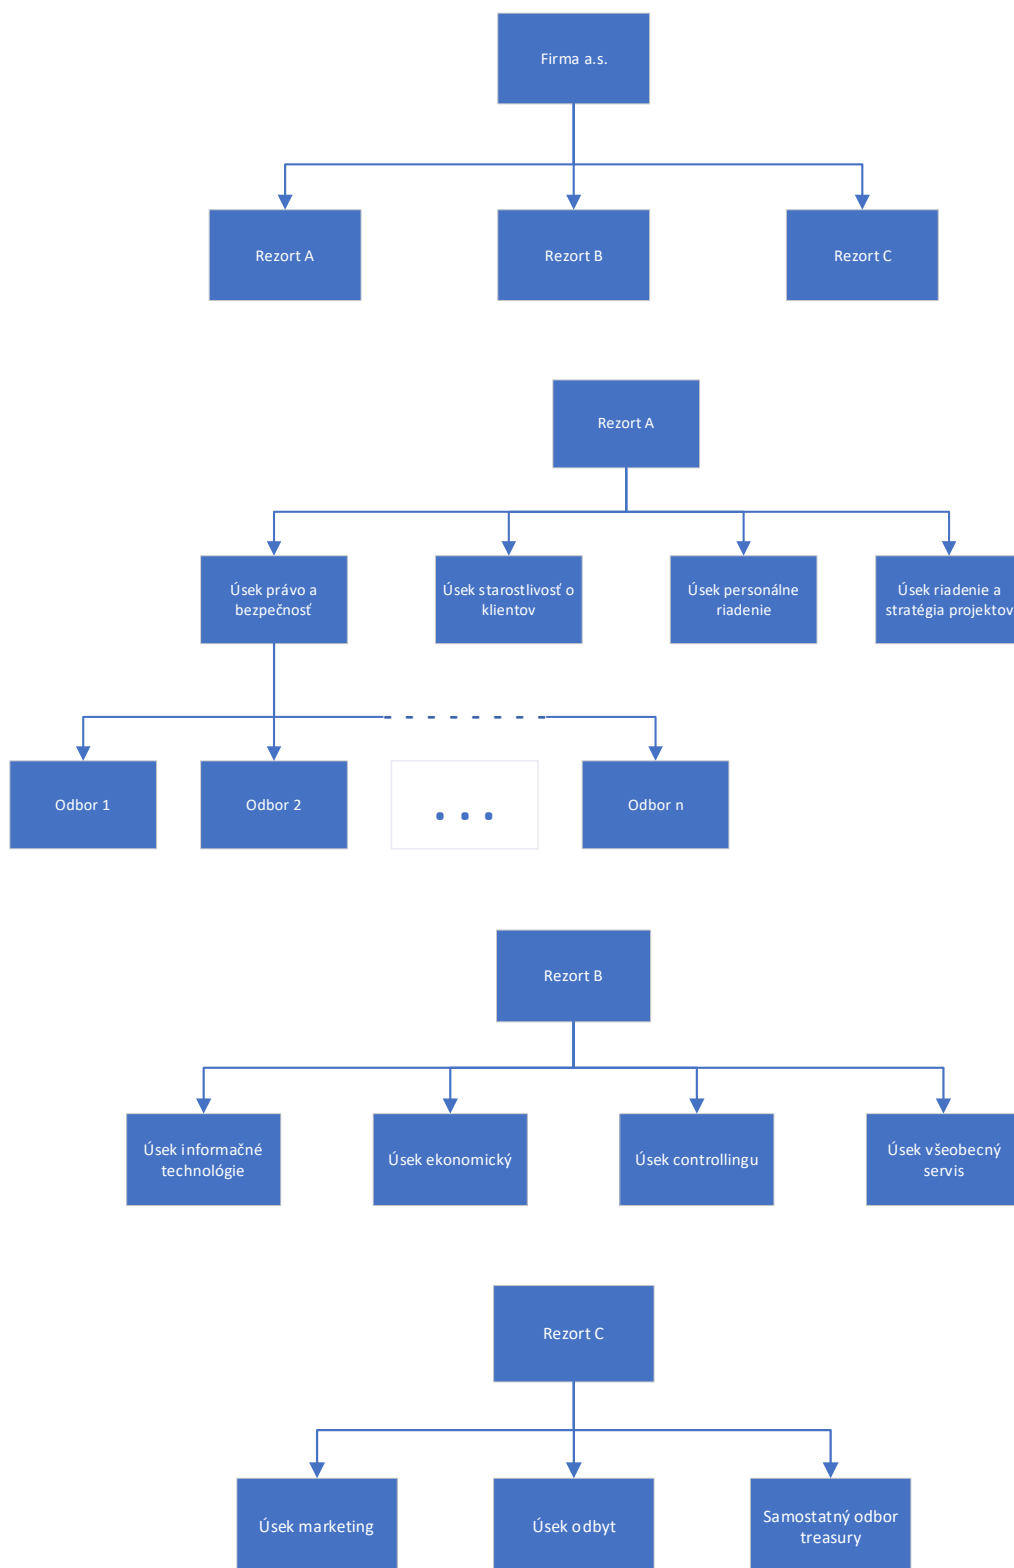 Firma a.s.
Rezort A
Rezort B
Rezort C
Rezort A
Úsek právo a
bezpečnosť
Úsek starostlivosť o
klientov
Úsek personálne
riadenie
Úsek riadenie a
stratégia projektov
Odbor 1
Odbor 2
...
Odbor n
Rezort B
Úsek informačné
technológie
Úsek ekonomický
Úsek controllingu
Úsek všeobecný
servis
Rezort C
Úsek marketing
Úsek odbyt
Samostatný odbor
treasury